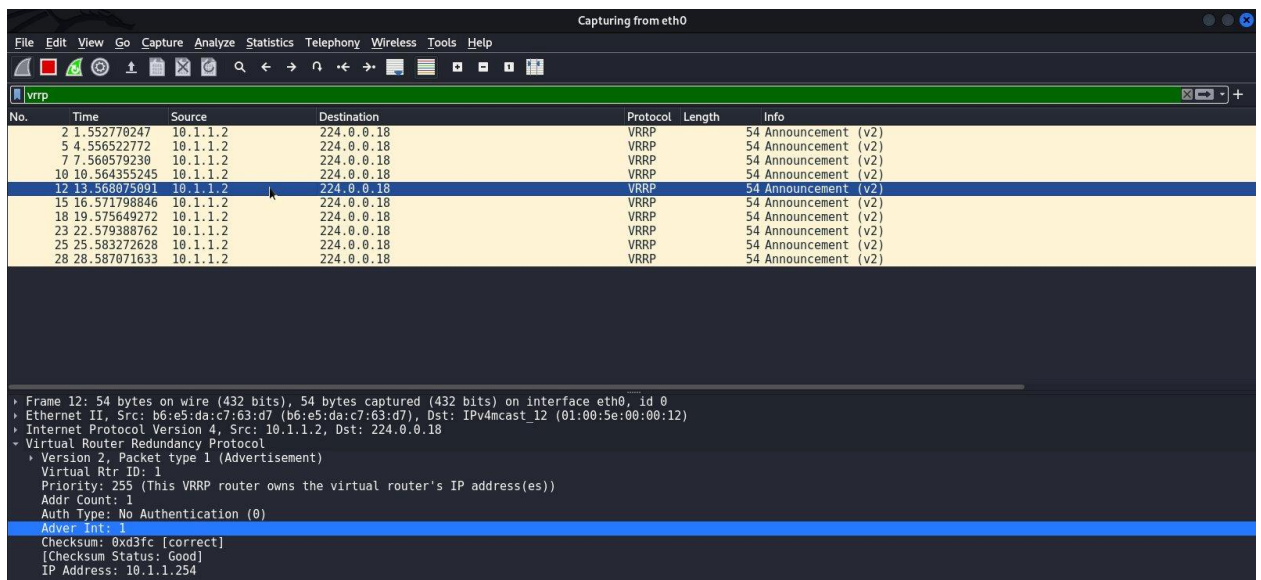 Capturing from eth0
File Edit View Go Capture Analyze Statistics Telephony Wireless Tools Help
vrrp
No. Time Source Destination Protocol Length Info
2 1.552770247 10.1.1.2 224.0.0.18 VRRP 54 Announcement (v2)
5 4.556522772 10.1.1.2 224.0.0.18 VRRP 54 Announcement (v2)
7 7.560579230 10.1.1.2 224.0.0.18 VRRP 54 Announcement (v2)
10 10.564355245 10.1.1.2 224.0.0.18 VRRP 54 Announcement (v2)
12 13.568075091 10.1.1.2 224.0.0.18 VRRP 54 Announcement (v2)
15 16.571798846 10.1.1.2 224.0.0.18 VRRP 54 Announcement (v2)
18 19.575649272 10.1.1.2 224.0.0.18 VRRP 54 Announcement (v2)
23 22.579388762 10.1.1.2 224.0.0.18 VRRP 54 Announcement (v2)
25 25.583272628 10.1.1.2 224.0.0.18 VRRP 54 Announcement (v2)
28 28.587071633 10.1.1.2 224.0.0.18 VRRP 54 Announcement (v2)
Frame 12: 54 bytes on wire (432 bits), 54 bytes captured (432 bits) on interface eth0, id 0
Ethernet II, Src: b6:e5:da:c7:63:d7 (b6:e5:da:c7:63:d7), Dst: IPv4mcast_12 (01:00:5e:00:00:12)
Internet Protocol Version 4, Src: 10.1.1.2, Dst: 224.0.0.18
Virtual Router Redundancy Protocol
Version 2, Packet type 1 (Advertisement)
Virtual Rtr ID: 1
Priority: 255 (This VRRP router owns the virtual router's IP address(es))
Addr Count: 1
Auth Type: No Authentication (0)
Adver Int: 1
Checksum: 0xd3fc [correct]
[Checksum Status: Good]
IP Address: 10.1.1.254